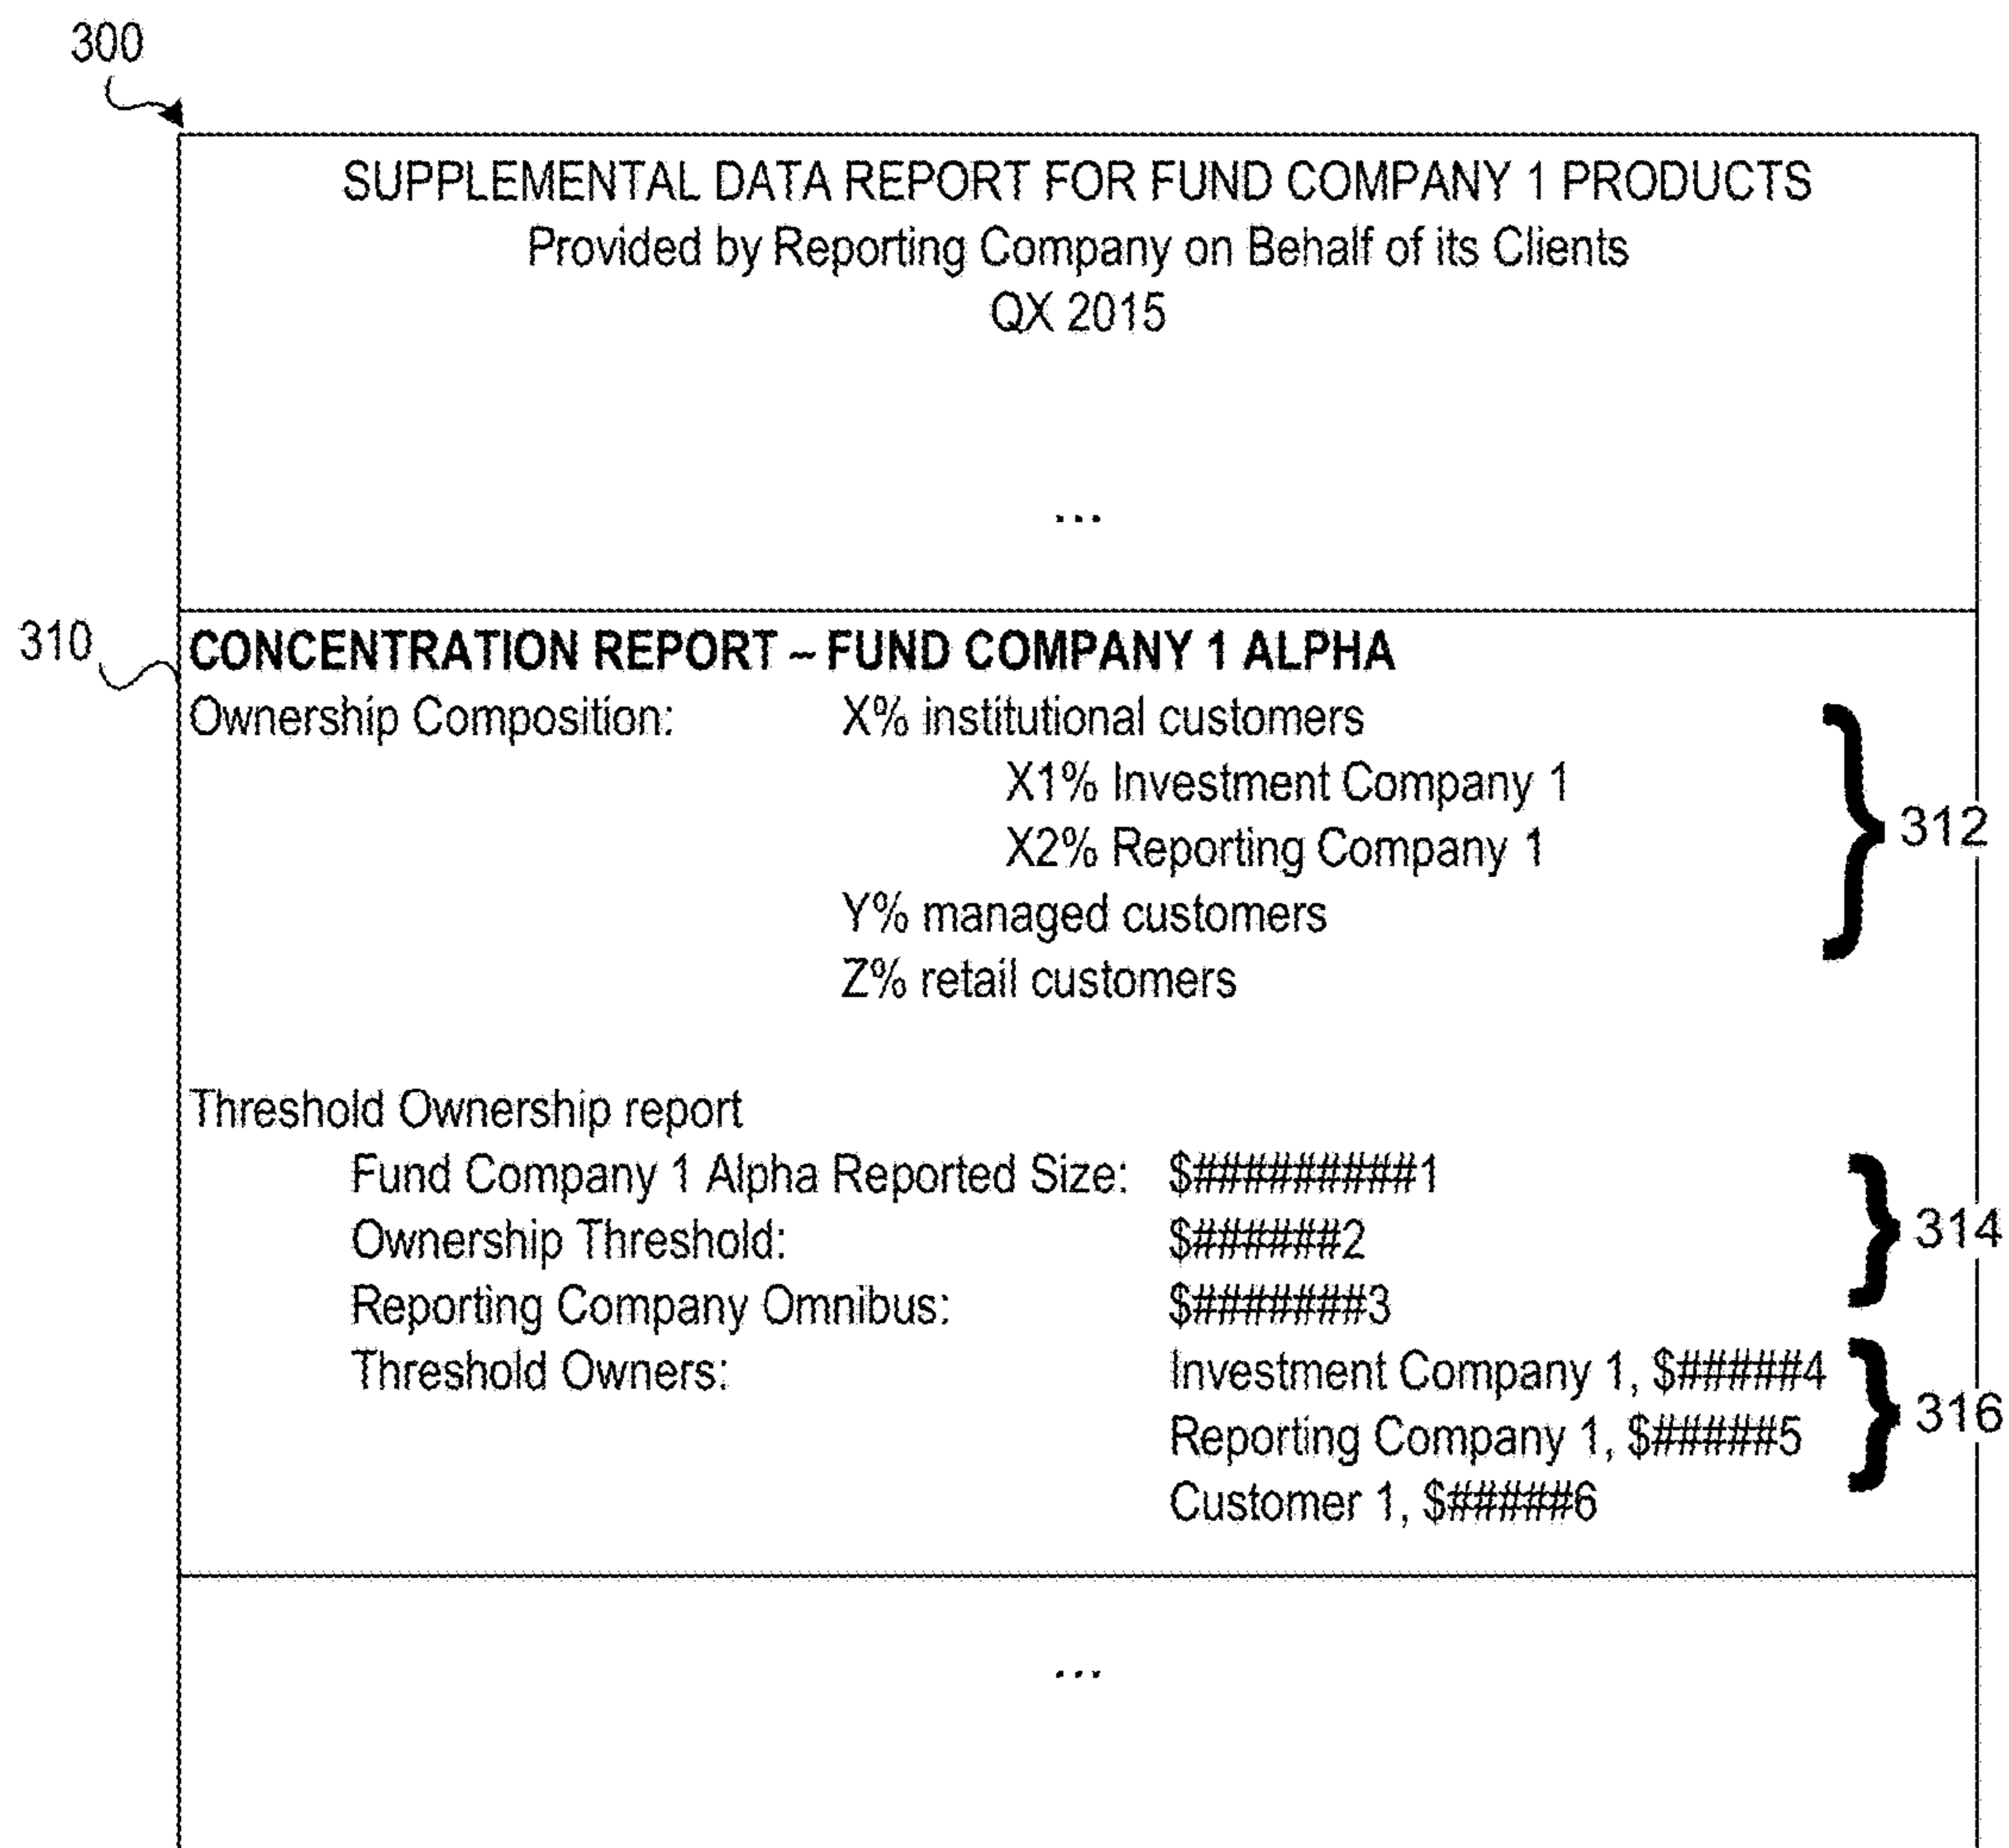 300
SUPPLEMENTAL DATA REPORT FOR FUND COMPANY 1 PRODUCTS
Provided by Reporting Company on Behalf of its Clients
QX 2015
...
310
CONCENTRATION REPORT – FUND COMPANY 1 ALPHA
Ownership Composition: X% institutional customers
X1% Investment Company 1
X2% Reporting Company 1
312
Y% managed customers
Z% retail customers
Threshold Ownership report
Fund Company 1 Alpha Reported Size: $#########1
Ownership Threshold: $######2
314
Reporting Company Omnibus: $#######3
Threshold Owners: Investment Company 1, $#####4
Reporting Company 1, $#####5
316
Customer 1, $#####6
...